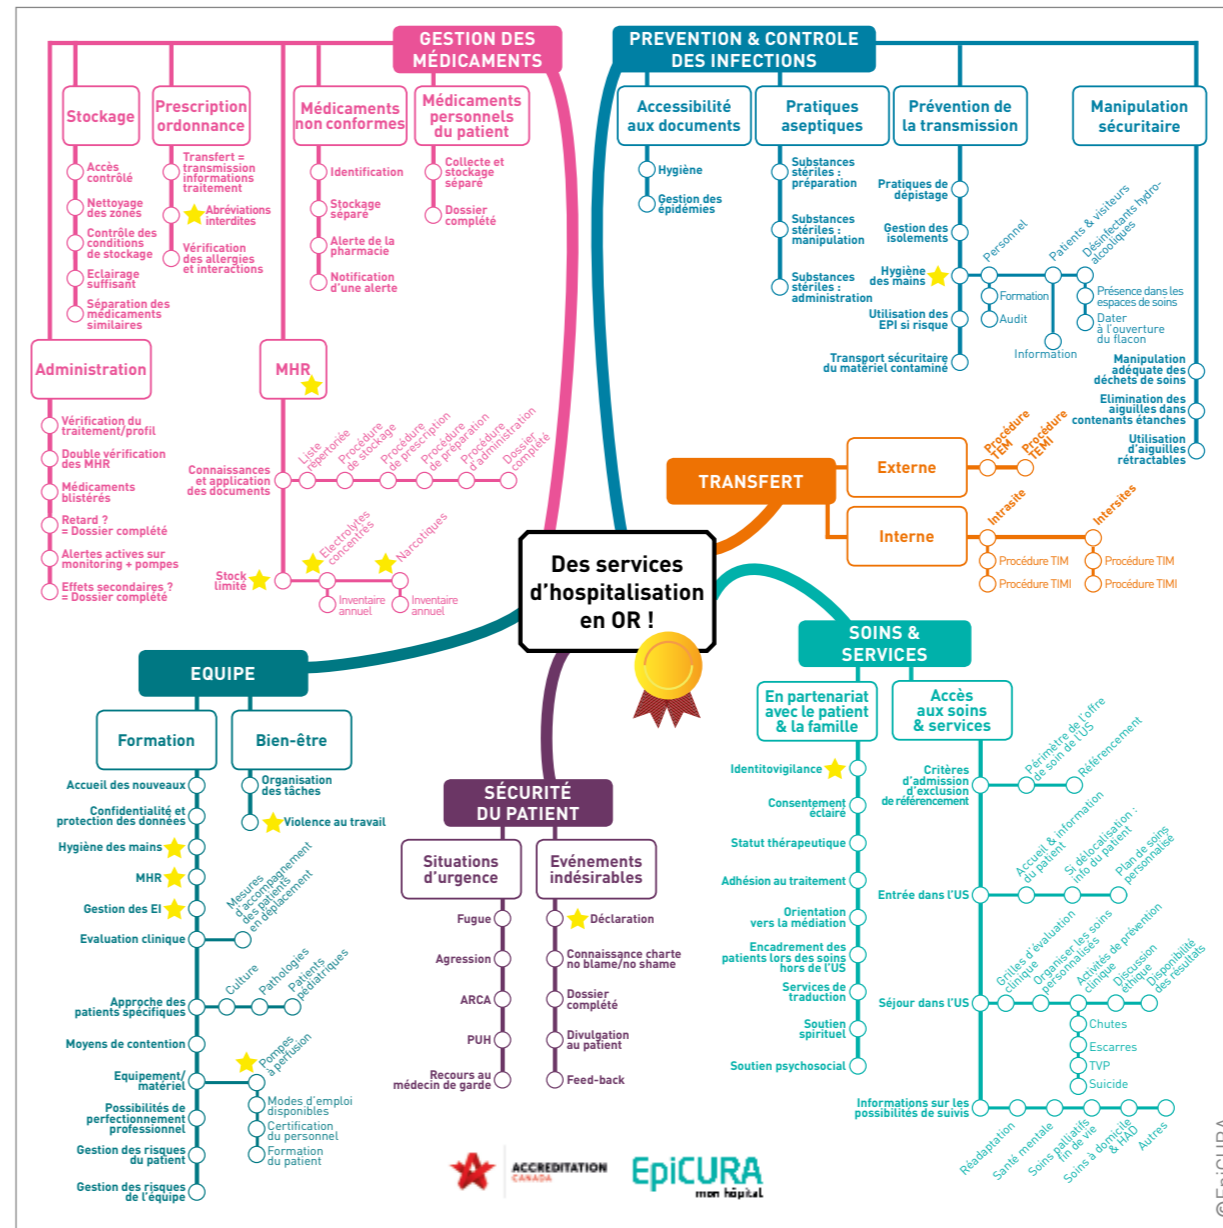 GESTION DES
MÉDICAMENTS
Stockage
Accès
contrôlé
Nettoyage
des zones
Contrôle des
conditions
de stockage
Eclairage
suffisant
Séparation des
médicaments
similaires
Prescription
ordonnance
Transfert =
transmission
informations
traitement
Abréviations
interdites
Vérification
des allergies
et interactions
Médicaments
non conformes
Identification
Stockage
séparé
Alerte de la
pharmacie
Notification
d'une alerte
Médicaments
personnels
du patient
Collecte et
stockage
séparé
Dossier
complété
Administration
Vérification du
traitement/profil
Double vérification
des MHR
Médicaments
blistérés
Retard ?
= Dossier complété
Alertes actives sur
monitoring + pompes
Effets secondaires ?
= Dossier complété
MHR
Connaissances
et application
des documents
Liste
répertoriée
Procédure
de stockage
Procédure
de prescription
Procédure
de préparation
Procédure
d'administration
Dossier
complété
Stock
limité
Electrolytes
concentrés
Inventaire
annuel
Narcotiques
Inventaire
annuel
PREVENTION & CONTROLE
DES INFECTIONS
Accessibilité
aux documents
Hygiène
Gestion des
épidémies
Pratiques
aseptiques
Substances
stériles :
préparation
Substances
stériles :
manipulation
Substances
stériles :
administration
Prévention de
la transmission
Pratiques de
dépistage
Gestion des
isolements
Hygiène
des mains
Personnel
Formation
Audit
Patients & visiteurs
Information
Désinfectants hydro-
alcooliques
Présence dans les
espaces de soins
Dater
à l'ouverture
du flacon
Utilisation des
EPI si risque
Transport sécuritaire
du matériel contaminé
Manipulation
sécuritaire
Manipulation
adéquate des
déchets de soins
Elimination des
aiguilles dans
contenants étanches
Utilisation
d'aiguilles
rétractables
TRANSFERT
Externe
Procédure
TEM
Procédure
TEMI
Interne
Intrasite
Procédure TIM
Procédure TIMI
Intersites
Procédure TIM
Procédure TIMI
Des services
d'hospitalisation
en OR !
EQUIPE
Formation
Accueil des nouveaux
Confidentialité et
protection des données
Hygiène des mains
MHR
Gestion des EI
Evaluation clinique
Mesures
d'accompagnement
des patients
en déplacement
Approche des
patients spécifiques
Culture
Pathologies
Patients
pédiatriques
Moyens de contention
Equipement/
matériel
Pompes
à perfusion
Modes d'emploi
disponibles
Certification
du personnel
Formation
du patient
Possibilités de
perfectionnement
professionnel
Gestion des risques
du patient
Gestion des risques
de l'équipe
Bien-être
Organisation
des tâches
Violence au travail
SÉCURITÉ
DU PATIENT
Situations
d'urgence
Fugue
Agression
ARCA
PUH
Recours au
médecin de garde
Evénements
indésirables
Déclaration
Connaissance charte
no blame/no shame
Dossier
complété
Divulgation
au patient
Feed-back
SOINS &
SERVICES
En partenariat
avec le patient
& la famille
Identitovigilance
Consentement
éclairé
Statut thérapeutique
Adhésion au traitement
Orientation
vers la médiation
Encadrement des
patients lors des soins
hors de l'US
Services de
traduction
Soutien
spirituel
Soutien psychosocial
Accès
aux soins
& services
Critères
d'admission
d'exclusion
de référencement
Périmètre de l'offre
de soin de l'US
Référencement
Entrée dans l'US
Accueil & information
du patient
Si délocalisation :
info du patient
Plan de soins
personnalisé
Séjour dans l'US
Grilles d'évaluation
clinique
Organiser les soins
personnalisés
Activités de prévention
clinique
Chutes
Escarres
TVP
Suicide
Discussion
éthique
Disponibilité
des résultats
Informations sur les
possibilités de suivis
Réadaptation
Santé mentale
Soins palliatifs
fin de vie
Soins à domicile
& HAD
Autres
ACCREDITATION
CANADA
EpiCURA
mon hôpital
©EpiCURA